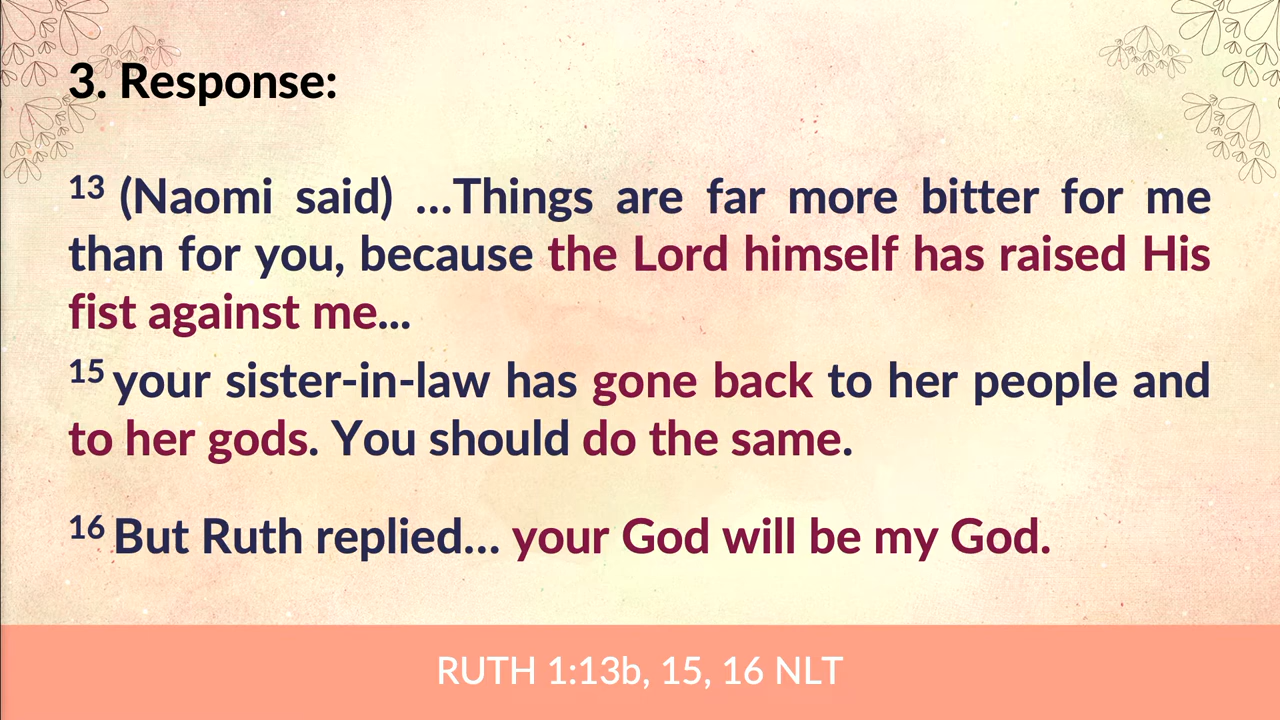 3. Response:
13 (Naomi said) ...Things are far more bitter for me
than for you, because the Lord himself has raised His
fist against me...
15 your sister-in-law has gone back to her people and
to her gods. You should do the same.
16 But Ruth replied... your God will be my God.
RUTH 1:13b, 15, 16 NLT